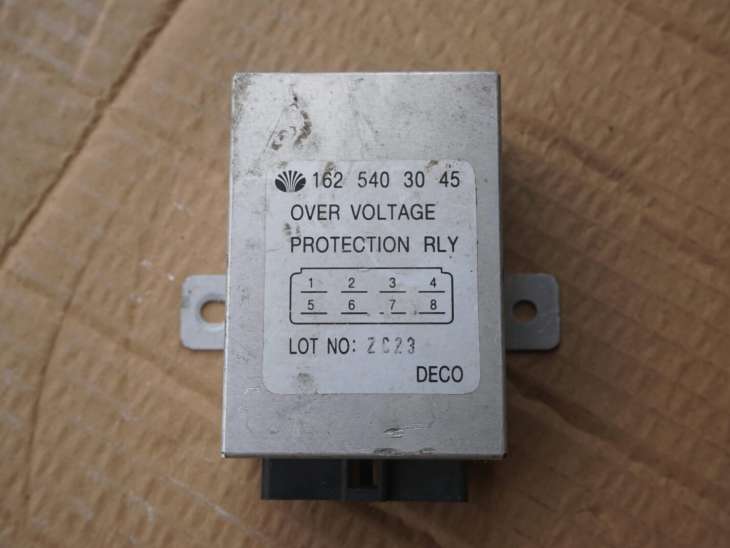 162 540 30 45
OVER VOLTAGE
PROTECTION RLY
1 2 3 4
5 6 7 8
LOT NO: ZC23
DECO